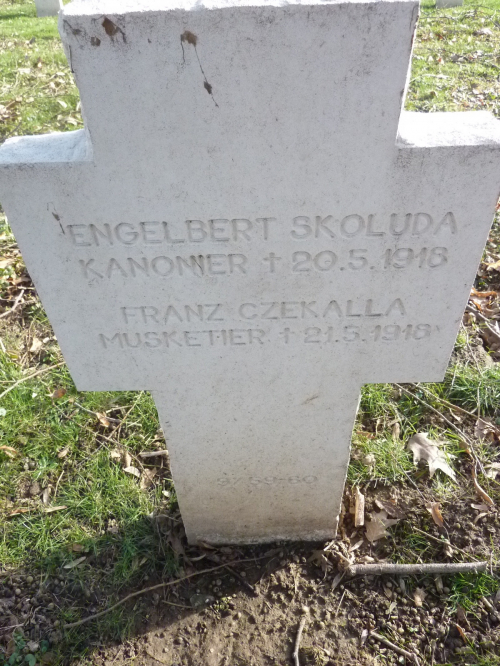 ENGELBERT SKOLUDA
KANONIER † 20.5.1918
FRANZ CZEKALLA
MUSKETIER † 21.5.1918